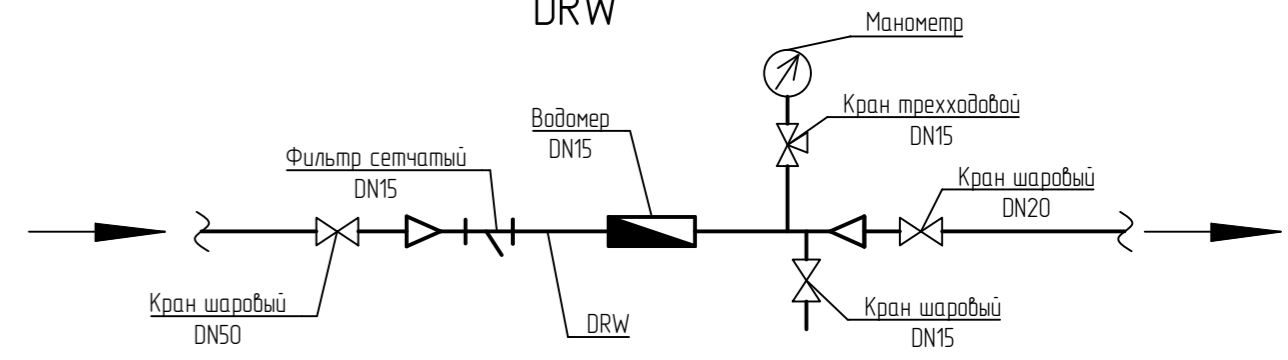 DRW
Манометр
Кран трехходовой
DN15
Водомер
DN15
Фильтр сетчатый
DN15
Кран шаровый
DN20
Кран шаровый
DN50
DRW
Кран шаровый
DN15